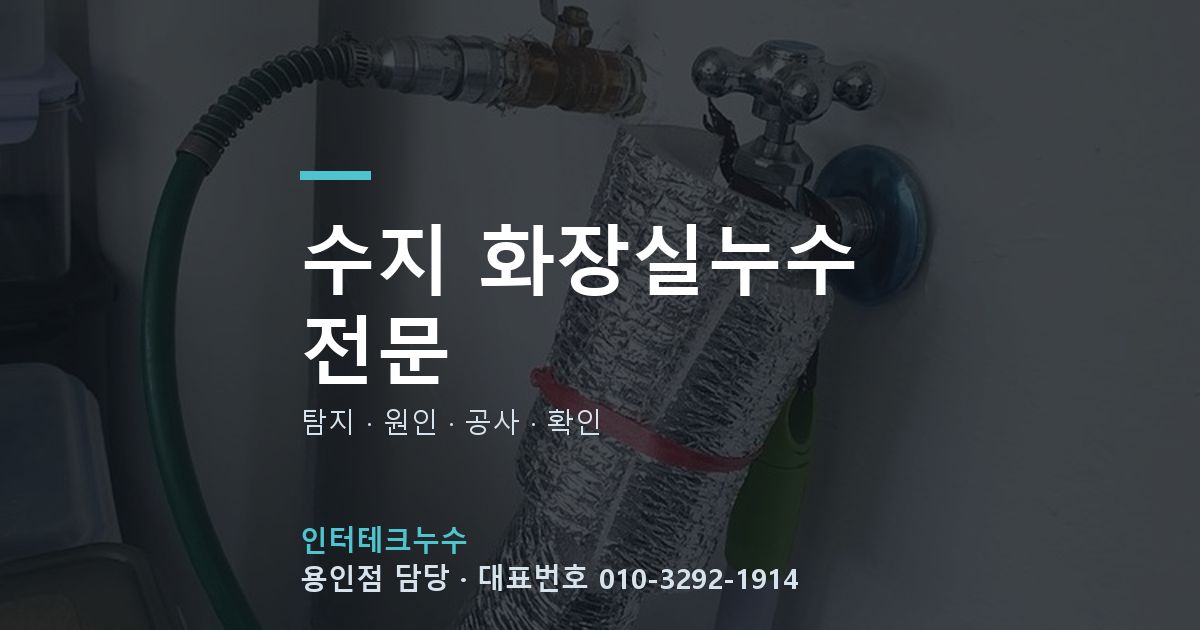 수지 화장실누수
전문
탐지 · 원인 · 공사 · 확인
인터테크누수
용인점 담당 · 대표번호 010-3292-1914